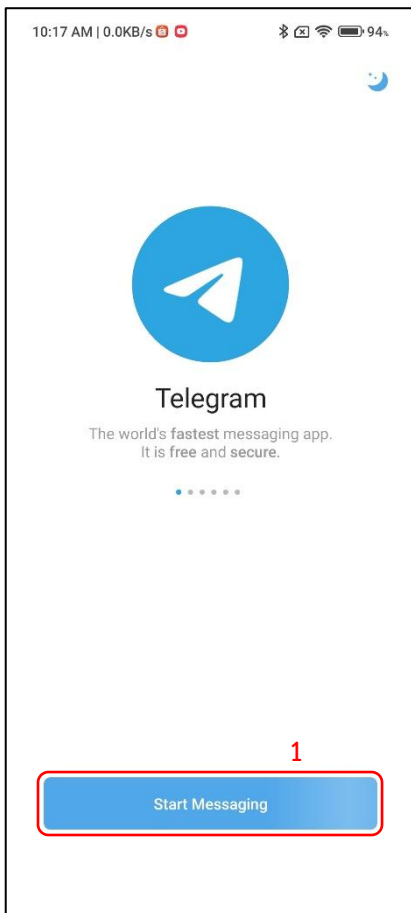 10:17 AM | 0.0KB/s 94%
Telegram
The world's fastest messaging app.
It is free and secure.
1
Start Messaging